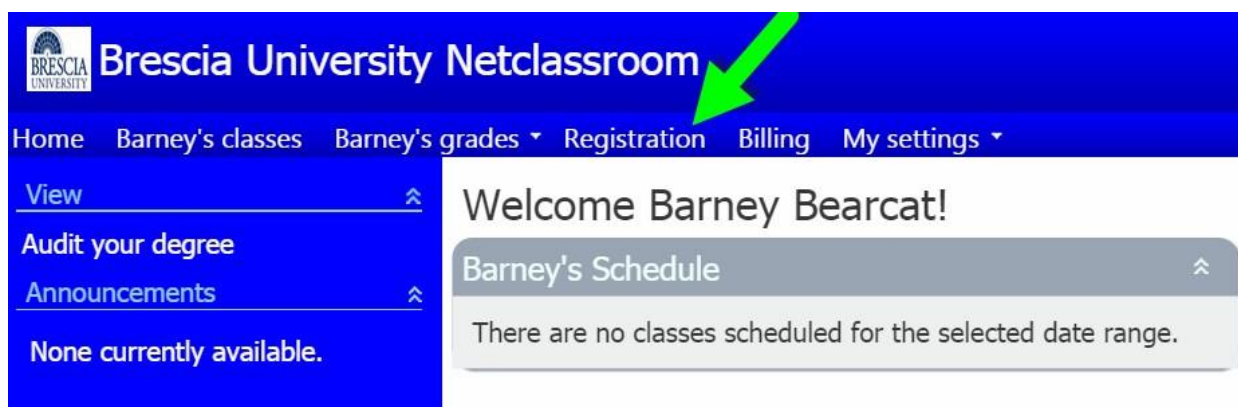 BRESCIA
UNIVERSITY
Brescia University Netclassroom
Home Barney's classes Barney's grades Registration Billing My settings
View
Audit your degree
Announcements
None currently available.
Welcome Barney Bearcat!
Barney's Schedule
There are no classes scheduled for the selected date range.